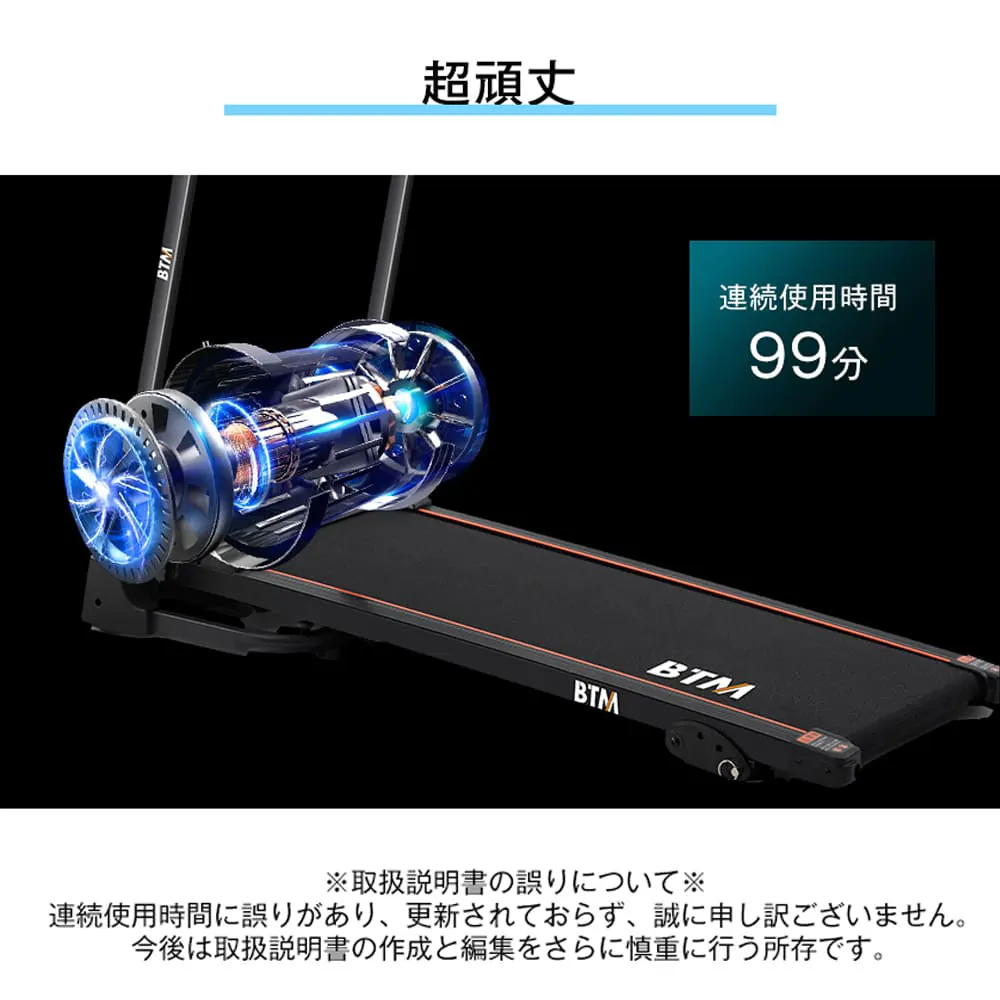 超頑丈
BTM
連続使用時間
99分
BTM
BTM
※取扱説明書の誤りについて※
連続使用時間に誤りがあり、更新されておらず、誠に申し訳ございません。
今後は取扱説明書の作成と編集をさらに慎重に行う所存です。